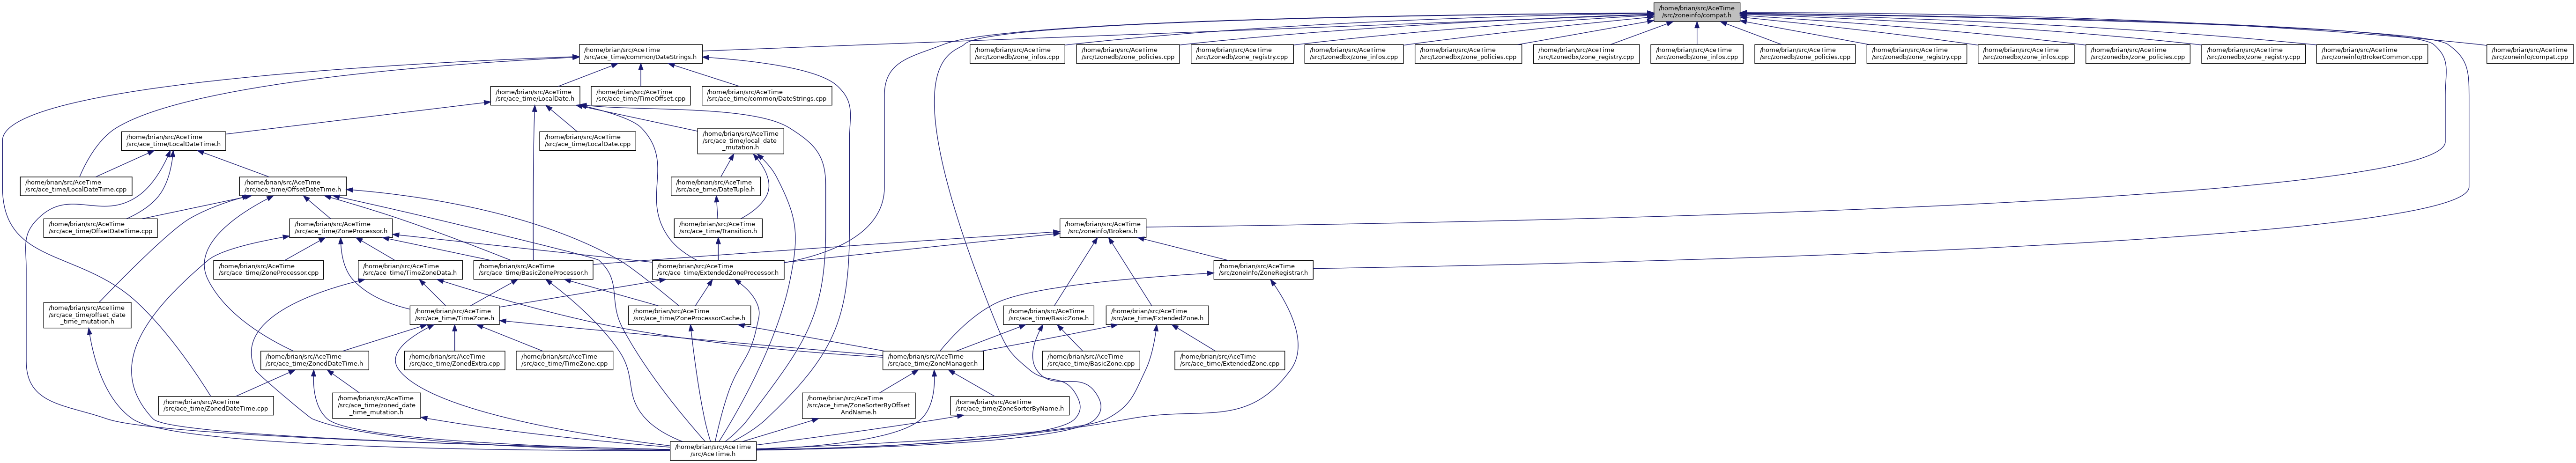 /home/brian/src/AceTime
/src/zoneinfo/compat.h
/home/brian/src/AceTime
/src/ace_time/common/DateStrings.h
/home/brian/src/AceTime
/src/tzonedb/zone_infos.cpp
/home/brian/src/AceTime
/src/tzonedb/zone_policies.cpp
/home/brian/src/AceTime
/src/tzonedb/zone_registry.cpp
/home/brian/src/AceTime
/src/tzonedbx/zone_infos.cpp
/home/brian/src/AceTime
/src/tzonedbx/zone_policies.cpp
/home/brian/src/AceTime
/src/tzonedbx/zone_registry.cpp
/home/brian/src/AceTime
/src/zonedb/zone_infos.cpp
/home/brian/src/AceTime
/src/zonedb/zone_policies.cpp
/home/brian/src/AceTime
/src/zonedb/zone_registry.cpp
/home/brian/src/AceTime
/src/zonedbx/zone_infos.cpp
/home/brian/src/AceTime
/src/zonedbx/zone_policies.cpp
/home/brian/src/AceTime
/src/zonedbx/zone_registry.cpp
/home/brian/src/AceTime
/src/zoneinfo/BrokerCommon.cpp
/home/brian/src/AceTime
/src/zoneinfo/compat.cpp
/home/brian/src/AceTime
/src/ace_time/LocalDate.h
/home/brian/src/AceTime
/src/ace_time/TimeOffset.cpp
/home/brian/src/AceTime
/src/ace_time/common/DateStrings.cpp
/home/brian/src/AceTime
/src/ace_time/LocalDateTime.h
/home/brian/src/AceTime
/src/ace_time/LocalDate.cpp
/home/brian/src/AceTime
/src/ace_time/local_date
_mutation.h
/home/brian/src/AceTime
/src/ace_time/LocalDateTime.cpp
/home/brian/src/AceTime
/src/ace_time/OffsetDateTime.h
/home/brian/src/AceTime
/src/ace_time/DateTuple.h
/home/brian/src/AceTime
/src/ace_time/OffsetDateTime.cpp
/home/brian/src/AceTime
/src/ace_time/ZoneProcessor.h
/home/brian/src/AceTime
/src/ace_time/Transition.h
/home/brian/src/AceTime
/src/zoneinfo/Brokers.h
/home/brian/src/AceTime
/src/ace_time/ZoneProcessor.cpp
/home/brian/src/AceTime
/src/ace_time/TimeZoneData.h
/home/brian/src/AceTime
/src/ace_time/BasicZoneProcessor.h
/home/brian/src/AceTime
/src/ace_time/ExtendedZoneProcessor.h
/home/brian/src/AceTime
/src/zoneinfo/ZoneRegistrar.h
/home/brian/src/AceTime
/src/ace_time/offset_date
_time_mutation.h
/home/brian/src/AceTime
/src/ace_time/TimeZone.h
/home/brian/src/AceTime
/src/ace_time/ZoneProcessorCache.h
/home/brian/src/AceTime
/src/ace_time/BasicZone.h
/home/brian/src/AceTime
/src/ace_time/ExtendedZone.h
/home/brian/src/AceTime
/src/ace_time/ZonedDateTime.h
/home/brian/src/AceTime
/src/ace_time/ZonedExtra.cpp
/home/brian/src/AceTime
/src/ace_time/TimeZone.cpp
/home/brian/src/AceTime
/src/ace_time/ZoneManager.h
/home/brian/src/AceTime
/src/ace_time/BasicZone.cpp
/home/brian/src/AceTime
/src/ace_time/ExtendedZone.cpp
/home/brian/src/AceTime
/src/ace_time/ZonedDateTime.cpp
/home/brian/src/AceTime
/src/ace_time/zoned_date
_time_mutation.h
/home/brian/src/AceTime
/src/ace_time/ZoneSorterByOffset
AndName.h
/home/brian/src/AceTime
/src/ace_time/ZoneSorterByName.h
/home/brian/src/AceTime
/src/AceTime.h